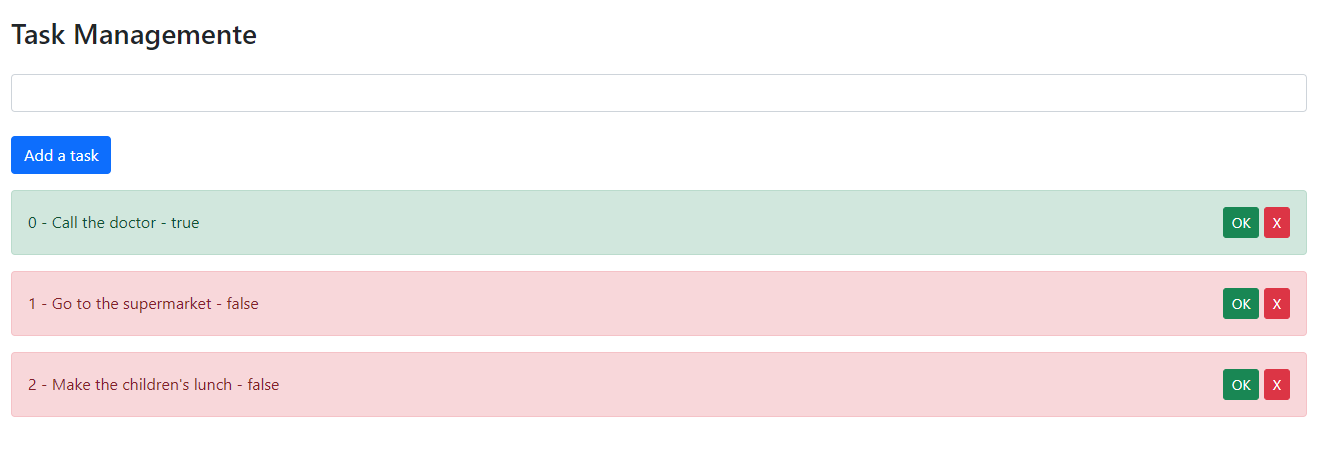 Task Managemente
Add a task
0 - Call the doctor - true OK X
1 - Go to the supermarket - false OK X
2 - Make the children's lunch - false OK X